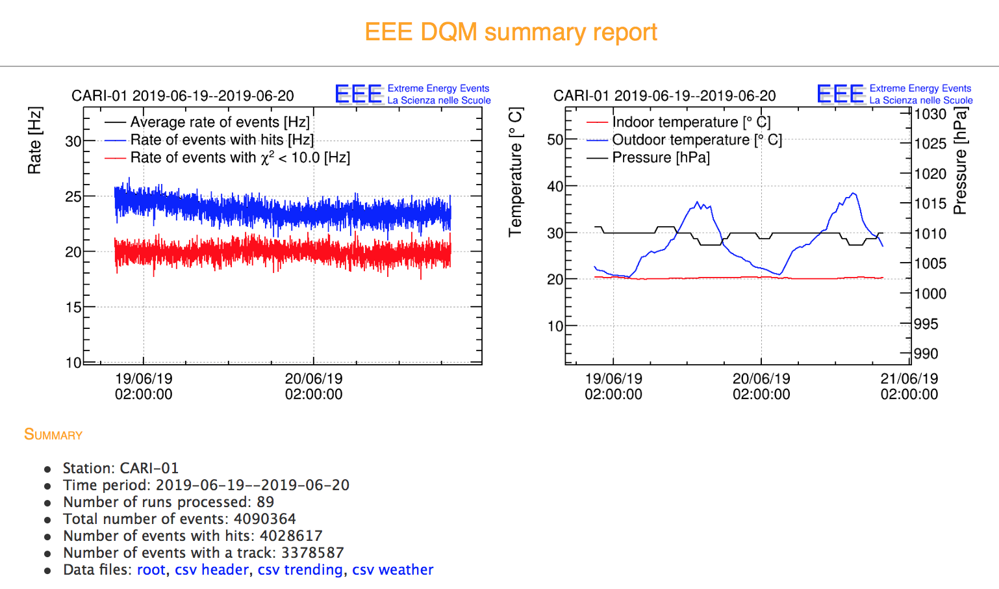 EEE DQM summary report
CARI-01 2019-06-19--2019-06-20
EEE Extreme Energy Events
La Scienza nelle Scuole
Rate [Hz]
Average rate of events [Hz]
Rate of events with hits [Hz]
Rate of events with χ² < 10.0 [Hz]
30
25
20
15
10
19/06/19
02:00:00
20/06/19
02:00:00
CARI-01 2019-06-19--2019-06-20
EEE Extreme Energy Events
La Scienza nelle Scuole
Temperature [° C]
Indoor temperature [° C]
Outdoor temperature [° C]
Pressure [hPa]
50
40
30
20
10
1030
1025
1020
1015
1010
1005
1000
995
990
Pressure [hPa]
19/06/19
02:00:00
20/06/19
02:00:00
21/06/19
02:00:00
SUMMARY
• Station: CARI-01
• Time period: 2019-06-19--2019-06-20
• Number of runs processed: 89
• Total number of events: 4090364
• Number of events with hits: 4028617
• Number of events with a track: 3378587
• Data files: root, csv header, csv trending, csv weather